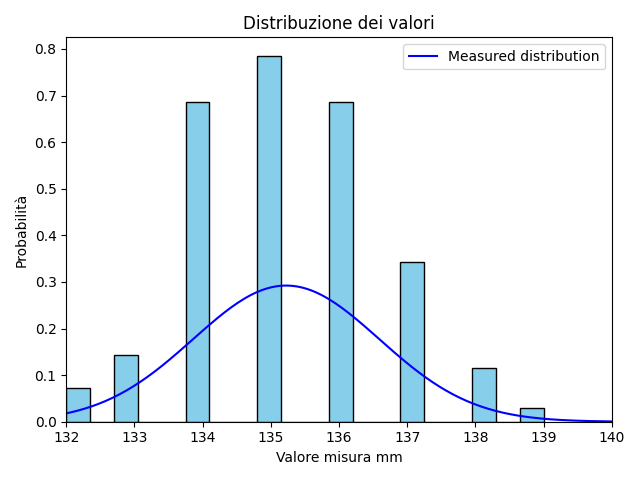 Distribuzione dei valori
Measured distribution
Probabilità
0.8
0.7
0.6
0.5
0.4
0.3
0.2
0.1
0.0
132 133 134 135 136 137 138 139 140
Valore misura mm